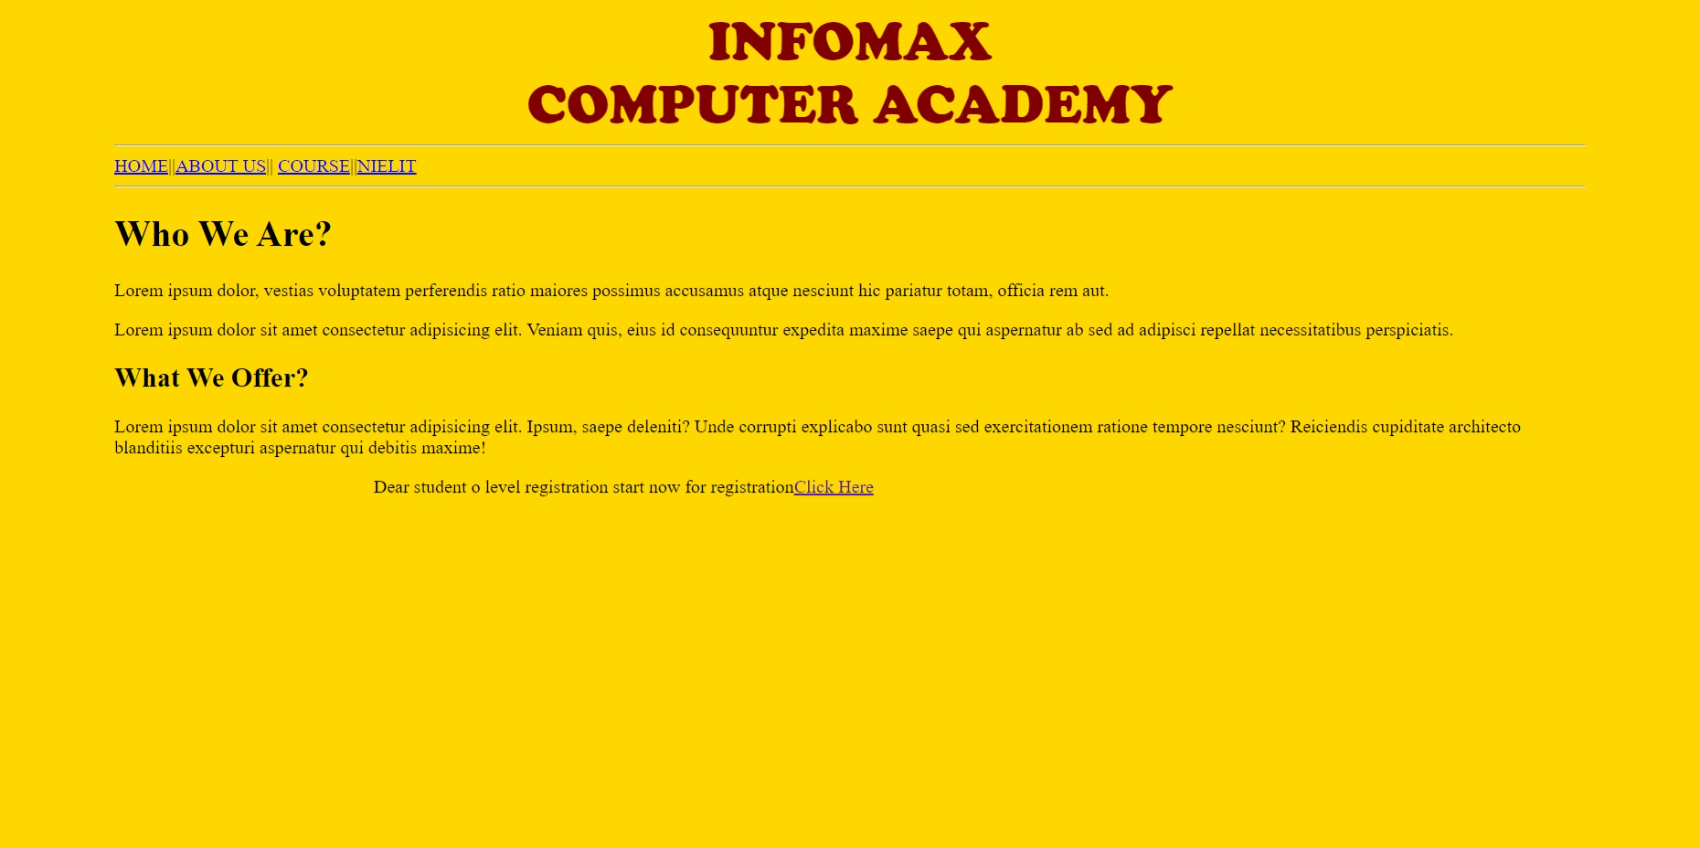 INFOMAX
COMPUTER ACADEMY
HOME||ABOUT US|| COURSE||NIELIT
Who We Are?
Lorem ipsum dolor, vestias voluptatem perferendis ratio maiores possimus accusamus atque nesciunt hic pariatur totam, officia rem aut.
Lorem ipsum dolor sit amet consectetur adipisicing elit. Veniam quis, eius id consequuntur expedita maxime saepe qui aspernatur ab sed ad adipisci repellat necessitatibus perspiciatis.
What We Offer?
Lorem ipsum dolor sit amet consectetur adipisicing elit. Ipsum, saepe deleniti? Unde corrupti explicabo sunt quasi sed exercitationem ratione tempore nesciunt? Reiciendis cupiditate architecto
blanditiis excepturi aspernatur qui debitis maxime!
Dear student o level registration start now for registrationClick Here